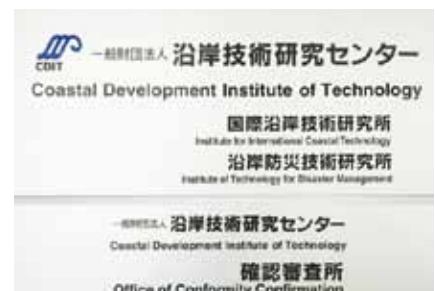 CDIT
一般財団法人 沿岸技術研究センター
Coastal Development Institute of Technology
国際沿岸技術研究所
Institute for International Coastal Technology
沿岸防災技術研究所
Institute of Technology for Disaster Management
一般財団法人 沿岸技術研究センター
Coastal Development Institute of Technology
確認審査所
Office of Conformity Confirmation